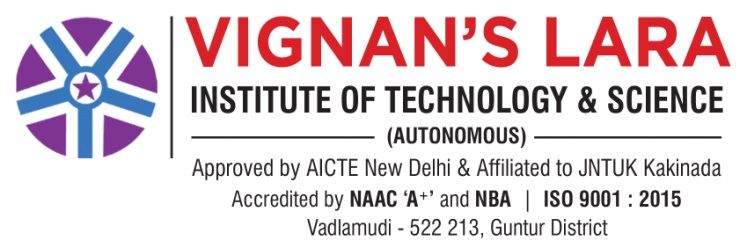 VIGNAN'S LARA
INSTITUTE OF TECHNOLOGY & SCIENCE
(AUTONOMOUS)
Approved by AICTE New Delhi & Affiliated to JNTUK Kakinada
Accredited by NAAC ‘A+’ and NBA | ISO 9001 : 2015
Vadlamudi - 522 213, Guntur District